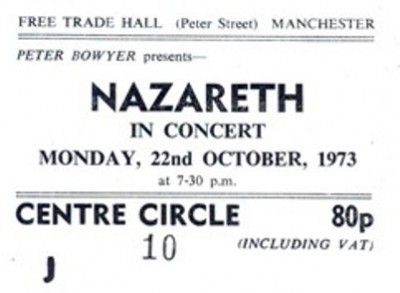 FREE TRADE HALL (Peter Street) MANCHESTER
PETER BOWYER presents—
NAZARETH
IN CONCERT
MONDAY, 22nd OCTOBER, 1973
at 7-30 p.m.
CENTRE CIRCLE 80p
10 (INCLUDING VAT)
J